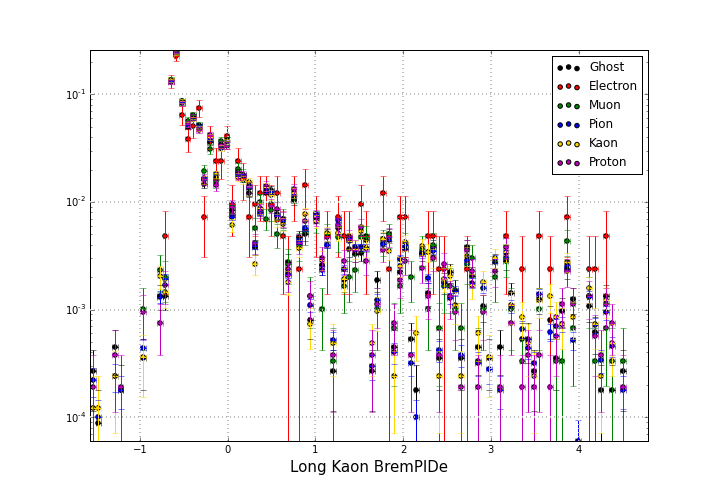 Ghost
Electron
Muon
Pion
Kaon
Proton
10⁻¹
10⁻²
10⁻³
10⁻⁴
−1 0 1 2 3 4
Long Kaon BremPIDe